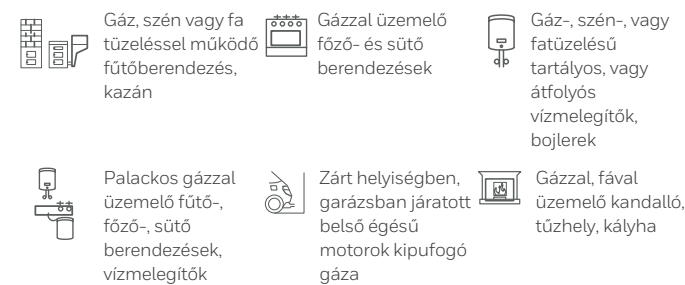 Gáz, szén vagy fa
tüzeléssel működő
fűtőberendezés,
kazán
Gázzal üzemelő
főző- és sütő
berendezések
Gáz-, szén-, vagy
fatüzelésű
tartályos, vagy
átfolyós
vízmelegítők,
bojlerek
Palackos gázzal
üzemelő fűtő-,
főző-, sütő
berendezések,
vízmelegítők
Zárt helyiségben,
garázsban járatott
belső égésű
motorok kipufogó
gáza
Gázzal, fával
üzemelő kandalló,
tűzhely, kályha